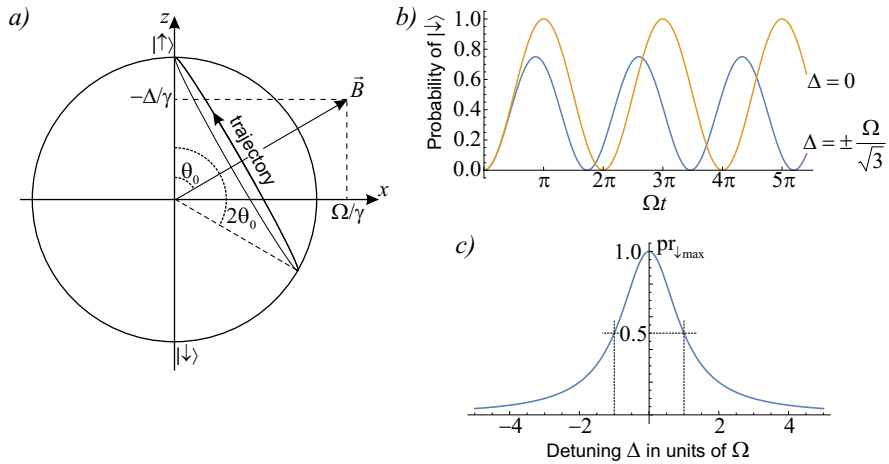 a)
z
|↑⟩
−Δ/γ
B⃗
trajectory
θ₀
x
2θ₀
Ω/γ
|↓⟩
b)
Probability of |→⟩
1.0
0.8
0.6
0.4
0.2
0.0
π
2π
3π
4π
5π
Ωt
Δ = 0
Δ = ± Ω/√3
c)
pr↓max
1.0
0.5
−4
−2
0
2
4
Detuning Δ in units of Ω